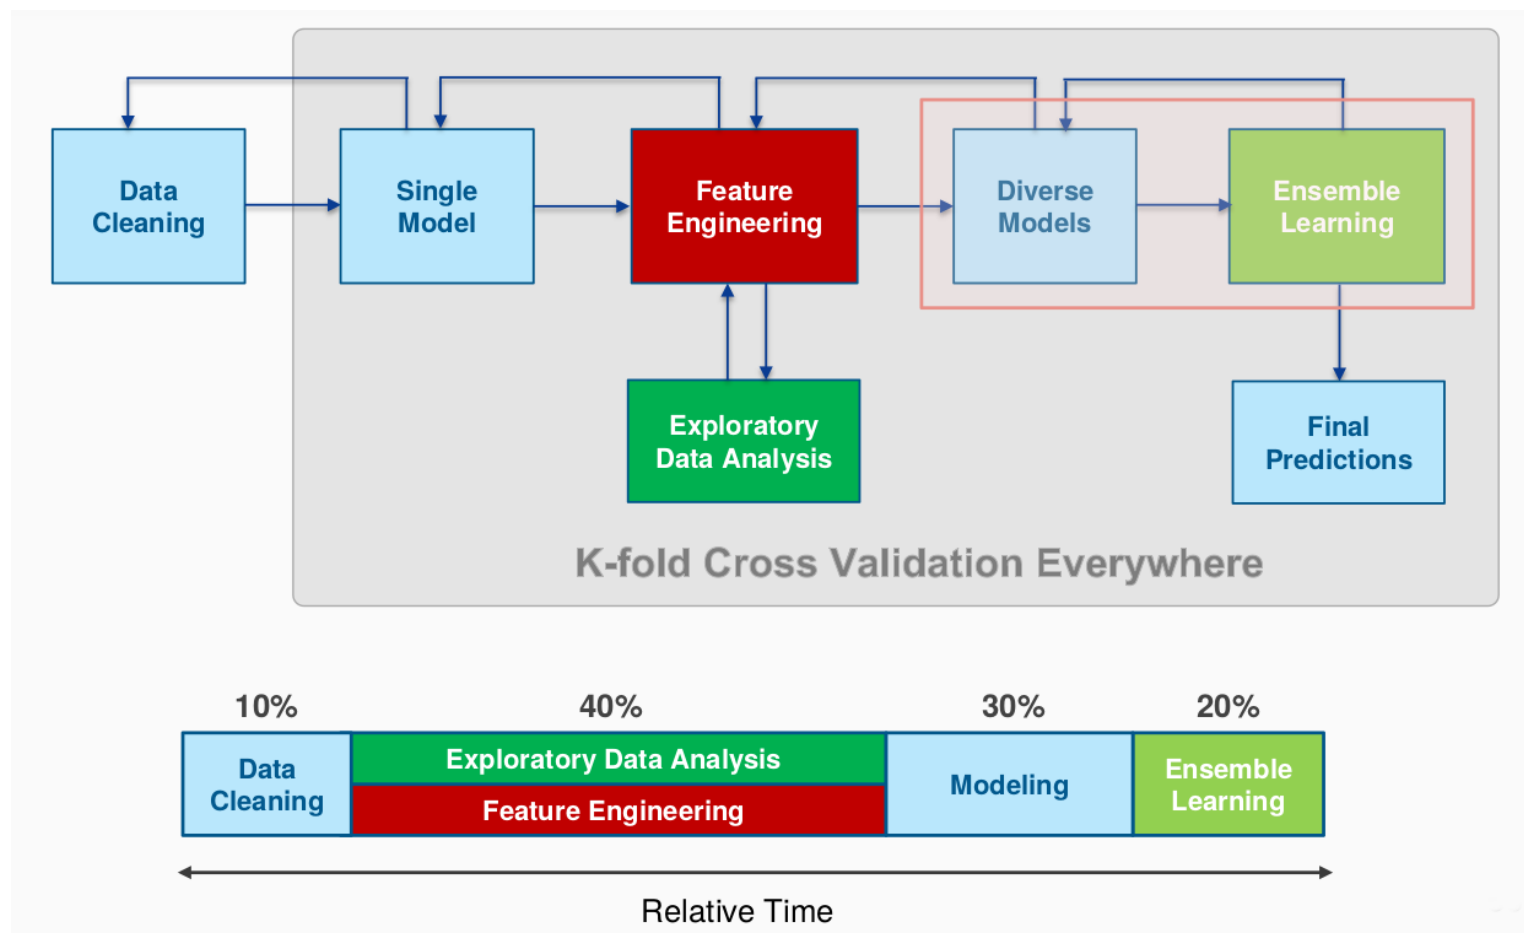 Data
Cleaning
Single
Model
Feature
Engineering
Diverse
Models
Ensemble
Learning
Exploratory
Data Analysis
Final
Predictions
K-fold Cross Validation Everywhere
10%
40%
30%
20%
Data
Cleaning
Exploratory Data Analysis
Feature Engineering
Modeling
Ensemble
Learning
Relative Time